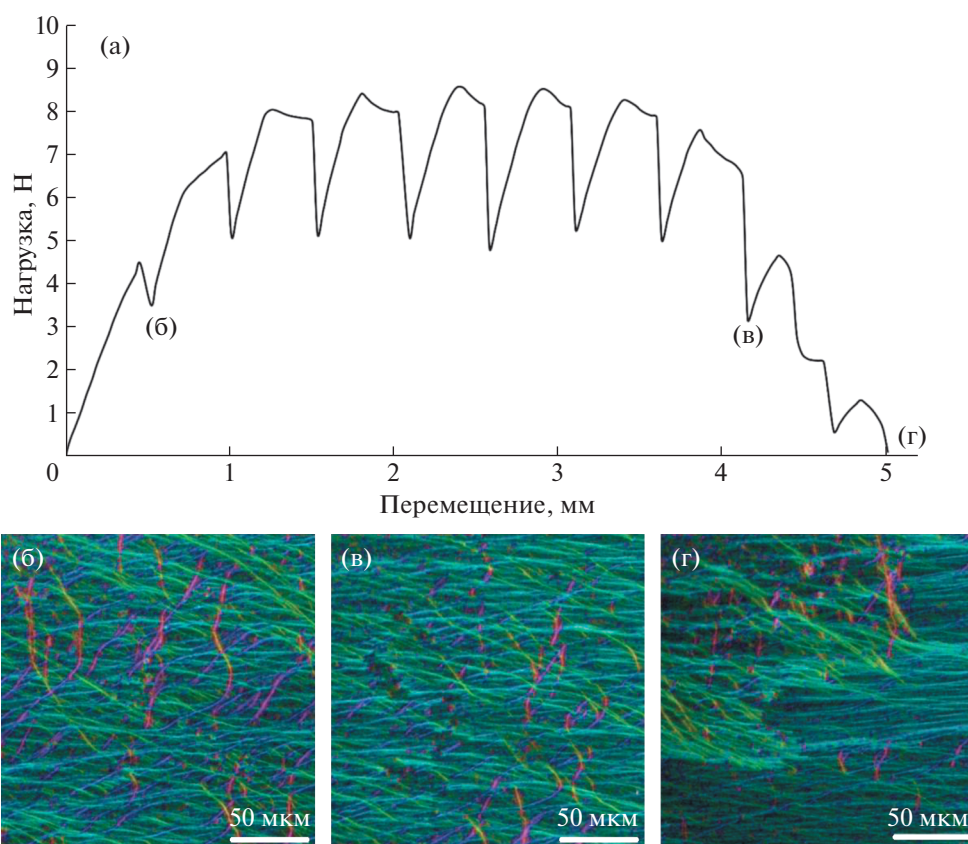 (а)
10
9
8
7
6
5
4
3
2
1
0
Нагрузка, Н
(б)
(в)
(г)
1 2 3 4 5
Перемещение, мм
(б) (в) (г)
50 мкм 50 мкм 50 мкм